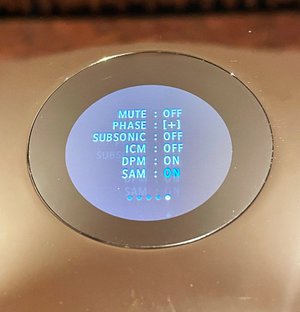 MUTE : OFF
PHASE : [+]
SUBSONIC : OFF
ICM : OFF
DPM : ON
SAM : ON